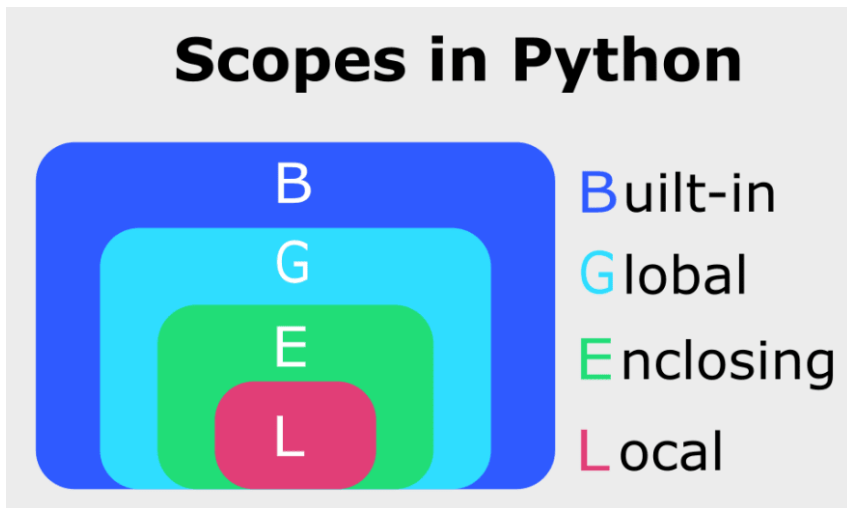 Scopes in Python
B
G
E
L
Built-in
Global
Enclosing
Local